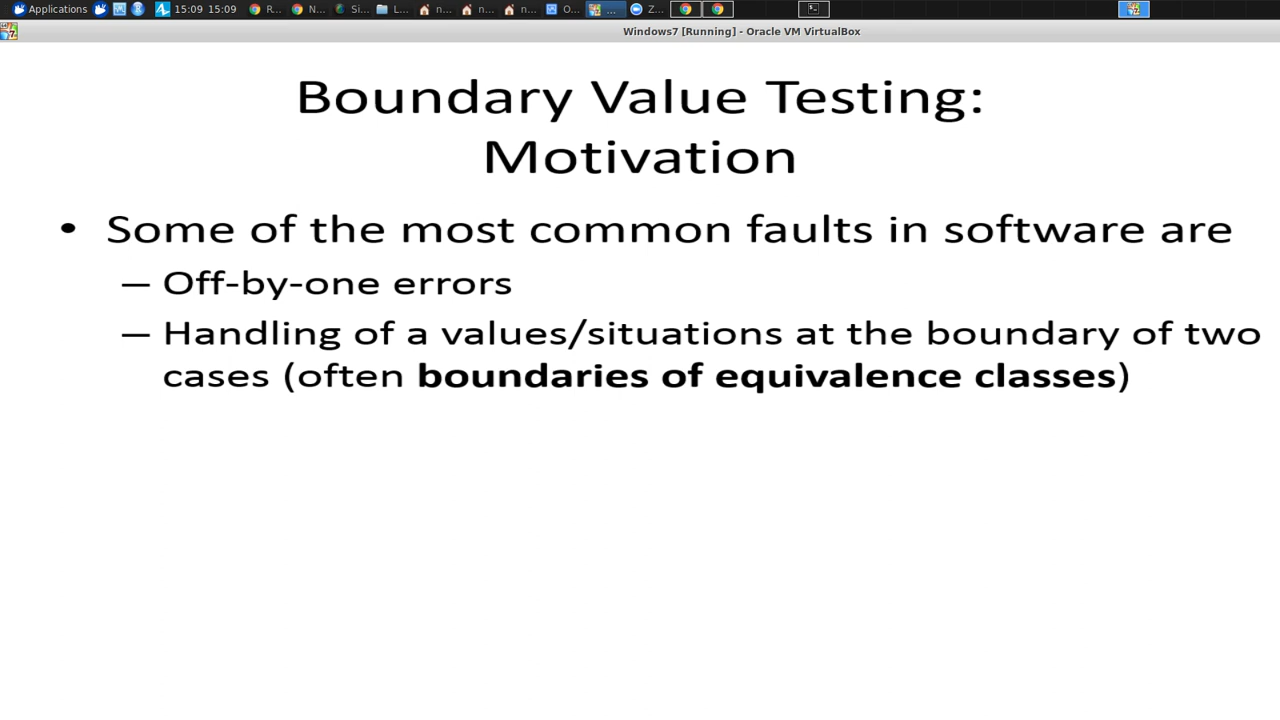 Applications 15:09 15:09 R... N... Si... L... n... n... n... O... ... Z...
Windows7 [Running] - Oracle VM VirtualBox
Boundary Value Testing:
Motivation
• Some of the most common faults in software are
– Off-by-one errors
– Handling of a values/situations at the boundary of two
cases (often boundaries of equivalence classes)